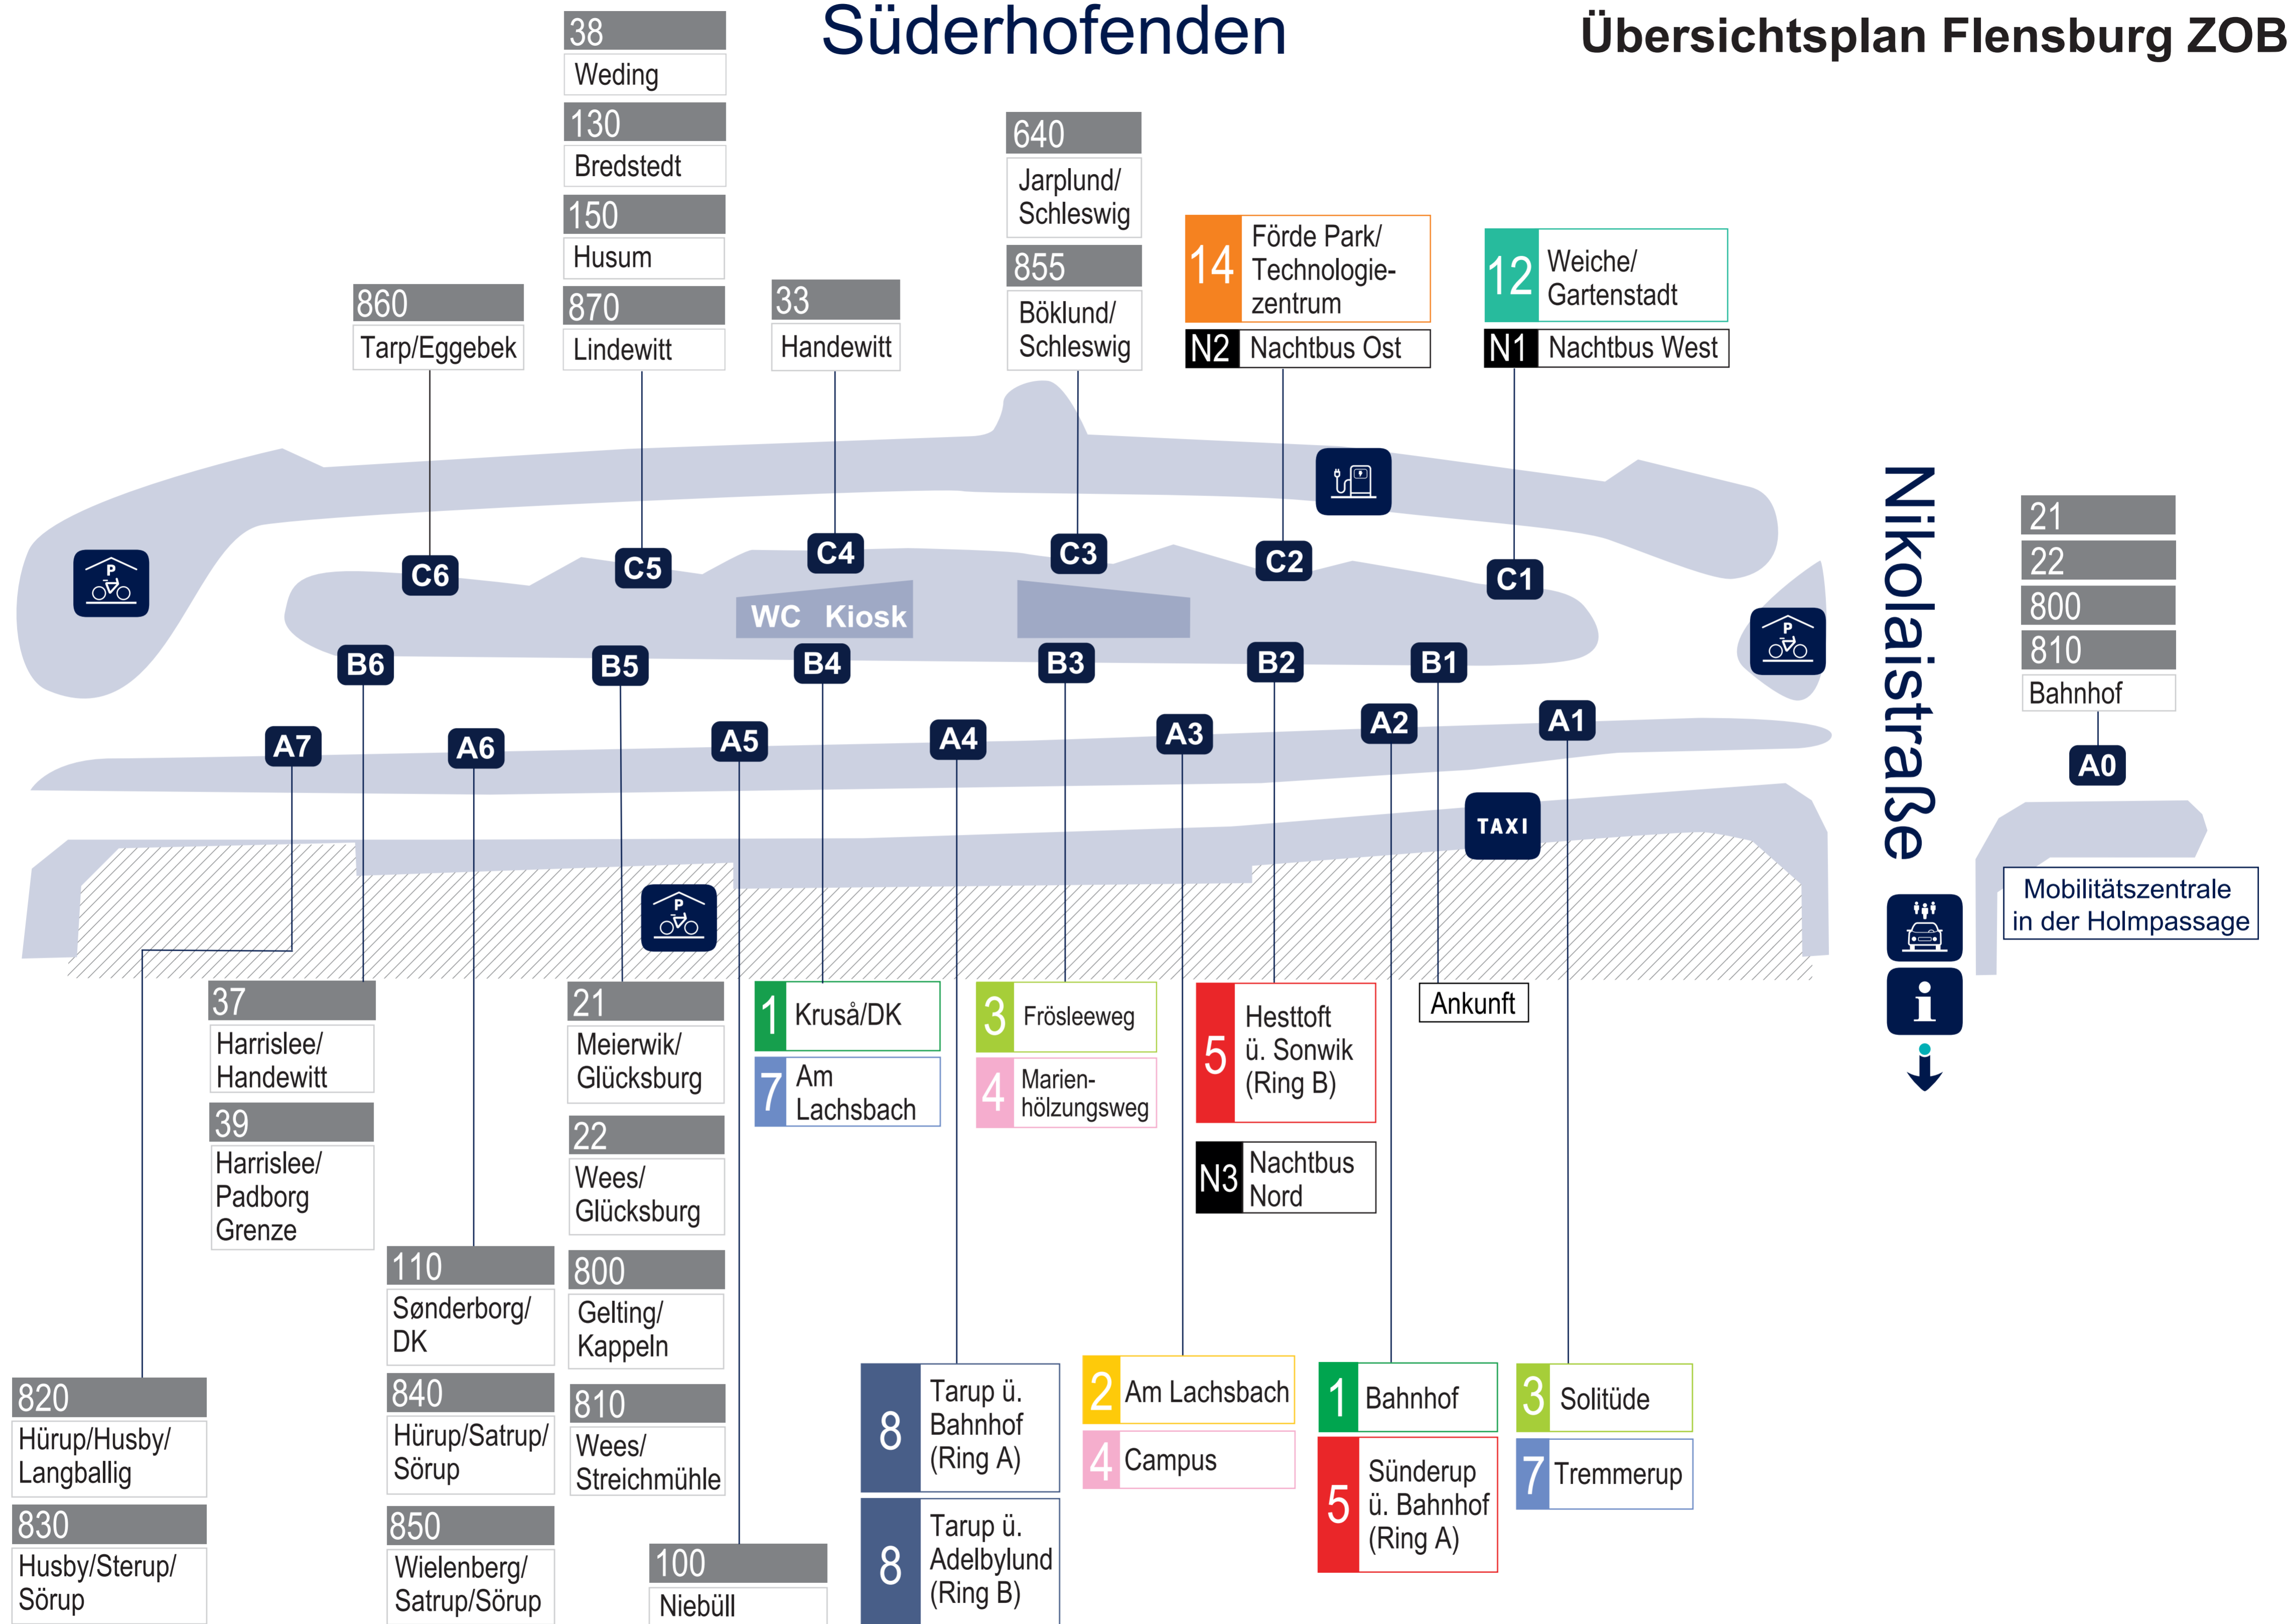 Süderhofenden
Übersichtsplan Flensburg ZOB
38
Weding
130
Bredstedt
150
Husum
870
Lindewitt
860
Tarp/Eggebek
33
Handewitt
640
Jarplund/
Schleswig
855
Böklund/
Schleswig
14
Förde Park/
Technologie-
zentrum
N2 Nachtbus Ost
12
Weiche/
Gartenstadt
N1 Nachtbus West
Nikolaistraße
21
22
800
810
Bahnhof
A0
P
C6
C5
C4
C3
C2
C1
WC Kiosk
P
B6
B5
B4
B3
B2
B1
A7
A6
A5
A4
A3
A2
A1
TAXI
P
Mobilitätszentrale
in der Holmpassage
i
37
Harrislee/
Handewitt
39
Harrislee/
Padborg
Grenze
21
Meierwik/
Glücksburg
22
Wees/
Glücksburg
800
Gelting/
Kappeln
810
Wees/
Streichmühle
1 Kruså/DK
7 Am
Lachsbach
3 Frösleeweg
4 Marien-
hölzungsweg
5
Hesttoft
ü. Sonwik
(Ring B)
N3 Nachtbus
Nord
Ankunft
820
Hürup/Husby/
Langballig
830
Husby/Sterup/
Sörup
110
Sønderborg/
DK
840
Hürup/Satrup/
Sörup
850
Wielenberg/
Satrup/Sörup
100
Niebüll
8
Tarup ü.
Bahnhof
(Ring A)
8
Tarup ü.
Adelbylund
(Ring B)
2 Am Lachsbach
4 Campus
1 Bahnhof
5
Sünderup
ü. Bahnhof
(Ring A)
3 Solitüde
7 Tremmerup